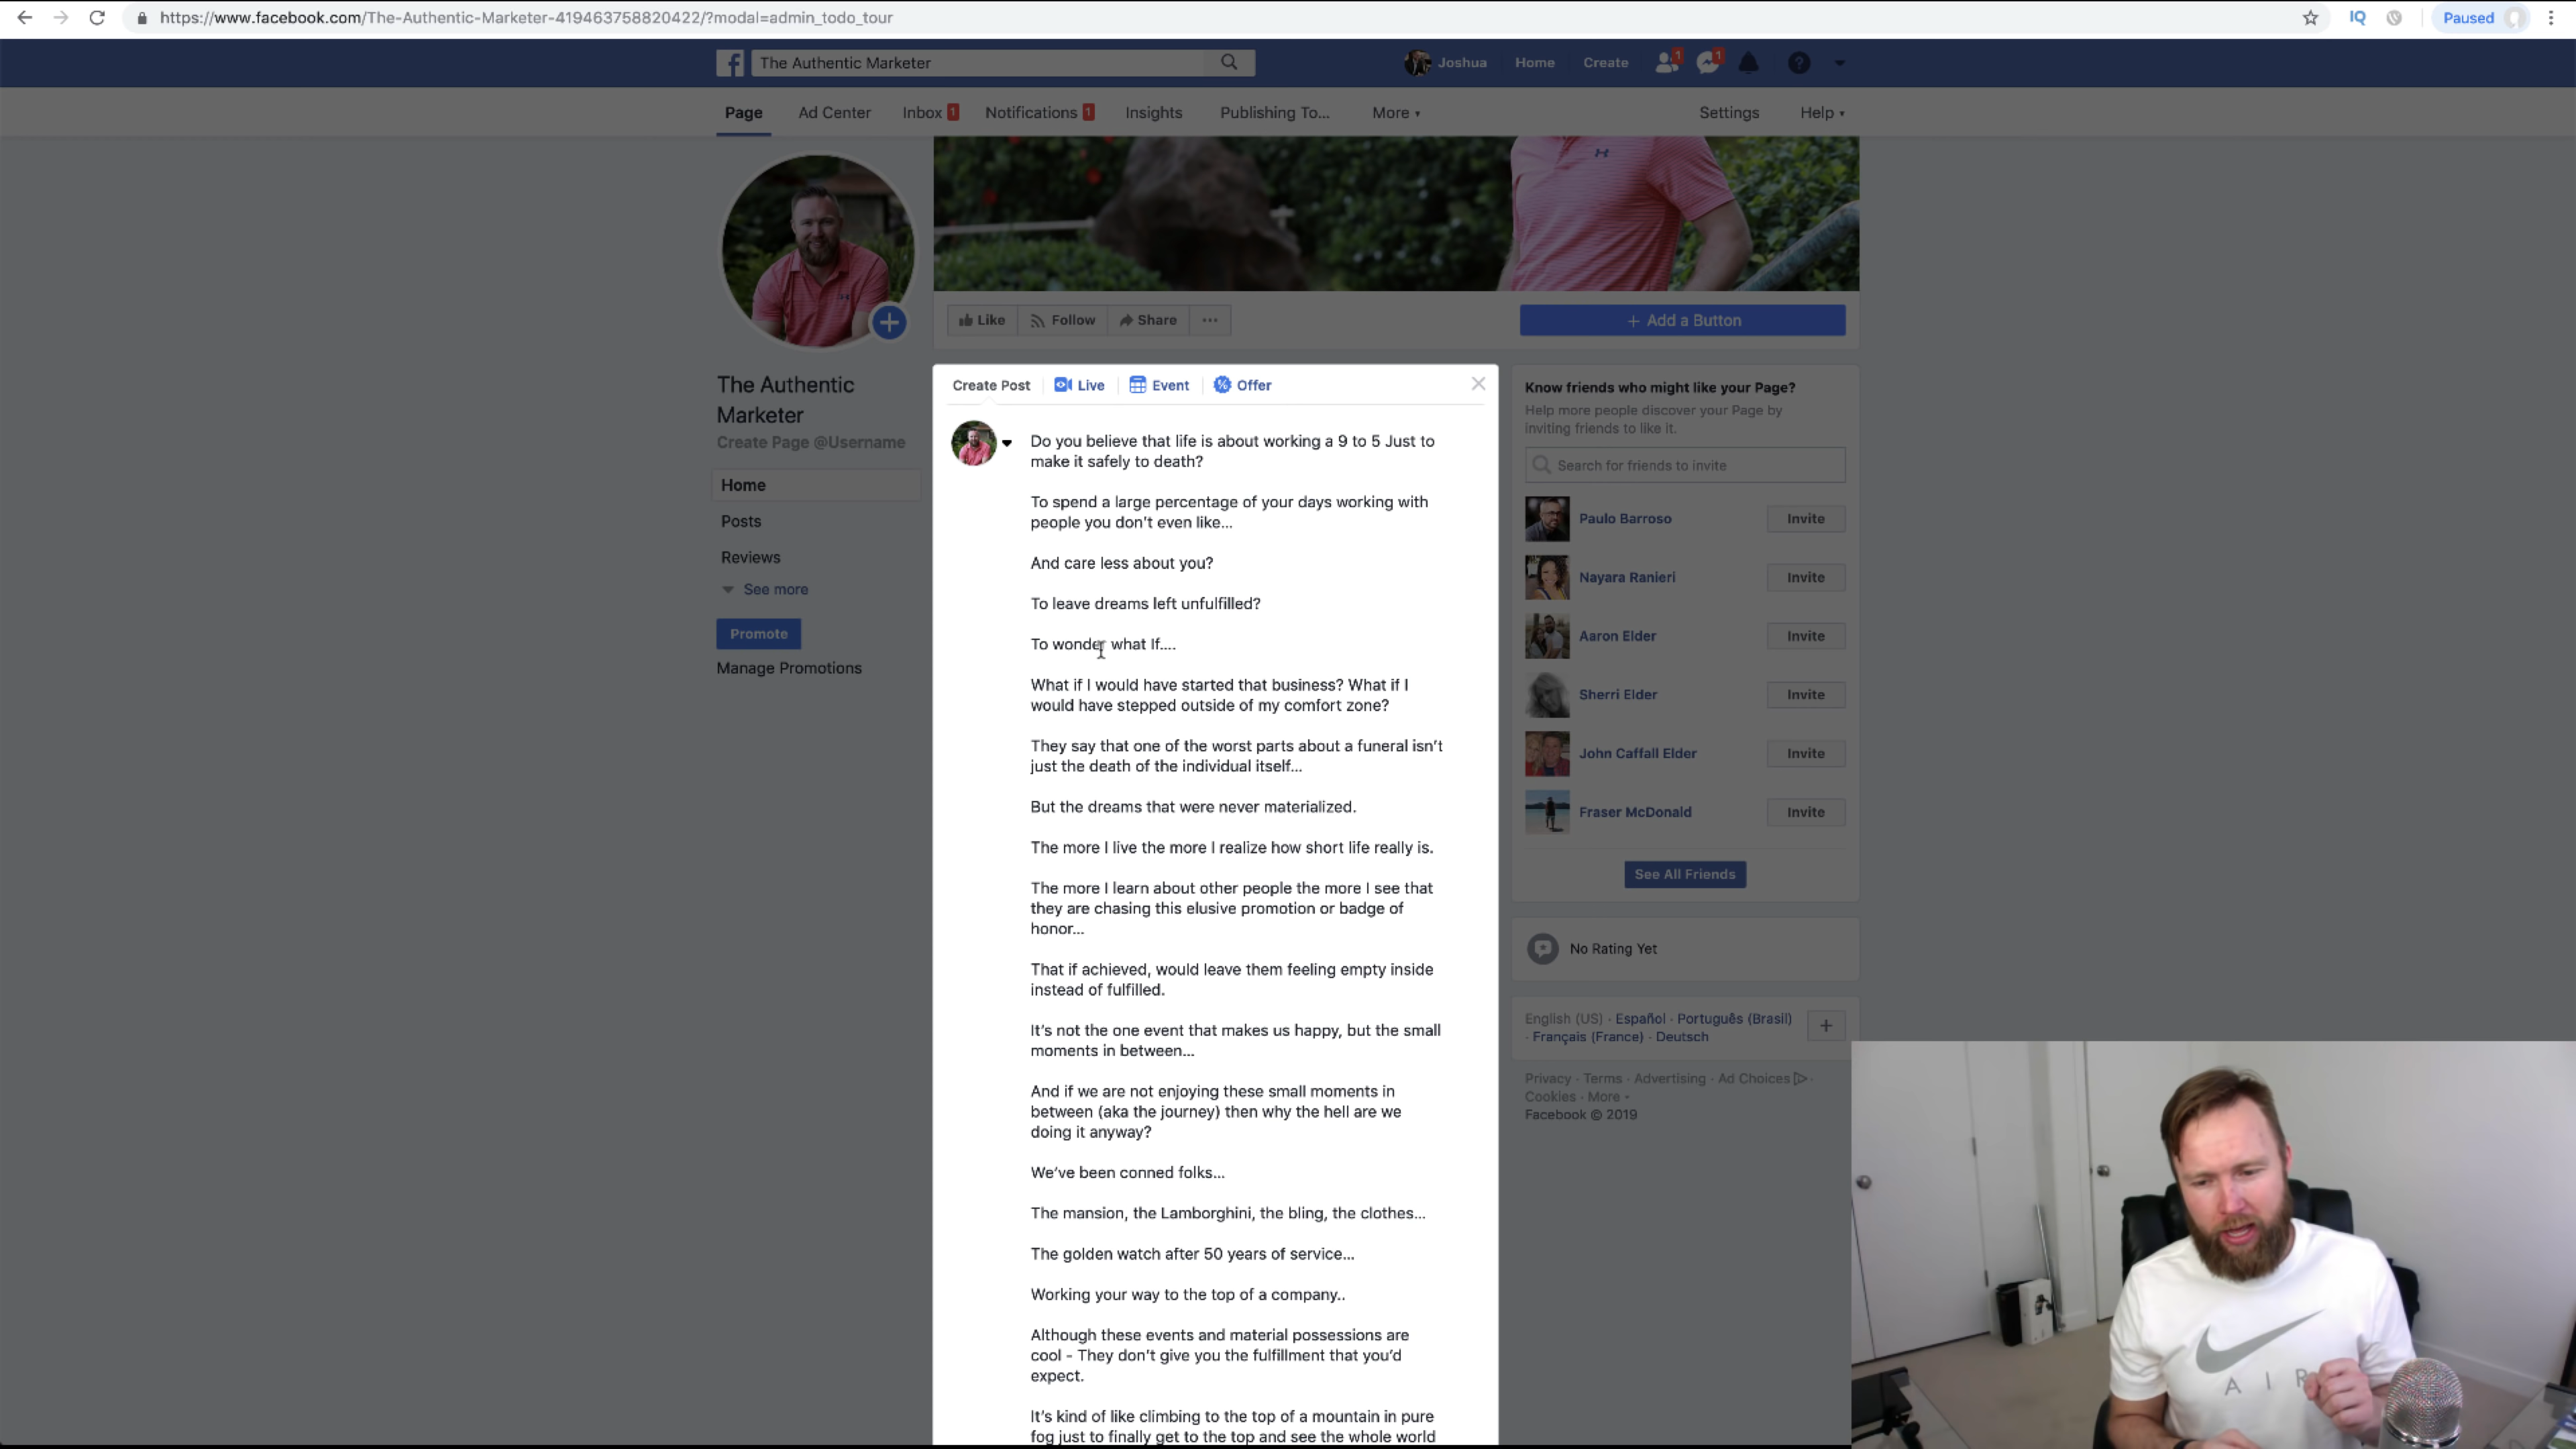 https://www.facebook.com/The-Authentic-Marketer-419463758820422/?modal=admin_todo_tour
IQ
Paused
The Authentic Marketer
Joshua
Home
Create
1
1
Page
Ad Center
Inbox 1
Notifications 1
Insights
Publishing To...
More
Settings
Help
Like
Follow
Share
+ Add a Button
The Authentic
Marketer
Create Page @Username
Home
Posts
Reviews
See more
Promote
Manage Promotions
Create Post
Live
Event
Offer
Do you believe that life is about working a 9 to 5 Just to
make it safely to death?
To spend a large percentage of your days working with
people you don't even like...
And care less about you?
To leave dreams left unfulfilled?
To wonder what If....
What if I would have started that business? What if I
would have stepped outside of my comfort zone?
They say that one of the worst parts about a funeral isn't
just the death of the individual itself...
But the dreams that were never materialized.
The more I live the more I realize how short life really is.
The more I learn about other people the more I see that
they are chasing this elusive promotion or badge of
honor...
That if achieved, would leave them feeling empty inside
instead of fulfilled.
It's not the one event that makes us happy, but the small
moments in between...
And if we are not enjoying these small moments in
between (aka the journey) then why the hell are we
doing it anyway?
We've been conned folks...
The mansion, the Lamborghini, the bling, the clothes...
The golden watch after 50 years of service...
Working your way to the top of a company..
Although these events and material possessions are
cool - They don't give you the fulfillment that you'd
expect.
It's kind of like climbing to the top of a mountain in pure
fog just to finally get to the top and see the whole world
Know friends who might like your Page?
Help more people discover your Page by
inviting friends to like it.
Search for friends to invite
Paulo Barroso Invite
Nayara Ranieri Invite
Aaron Elder Invite
Sherri Elder Invite
John Caffall Elder Invite
Fraser McDonald Invite
See All Friends
No Rating Yet
English (US) · Español · Português (Brasil)
· Français (France) · Deutsch
Privacy · Terms · Advertising · Ad Choices ·
Cookies · More
Facebook © 2019
AIR